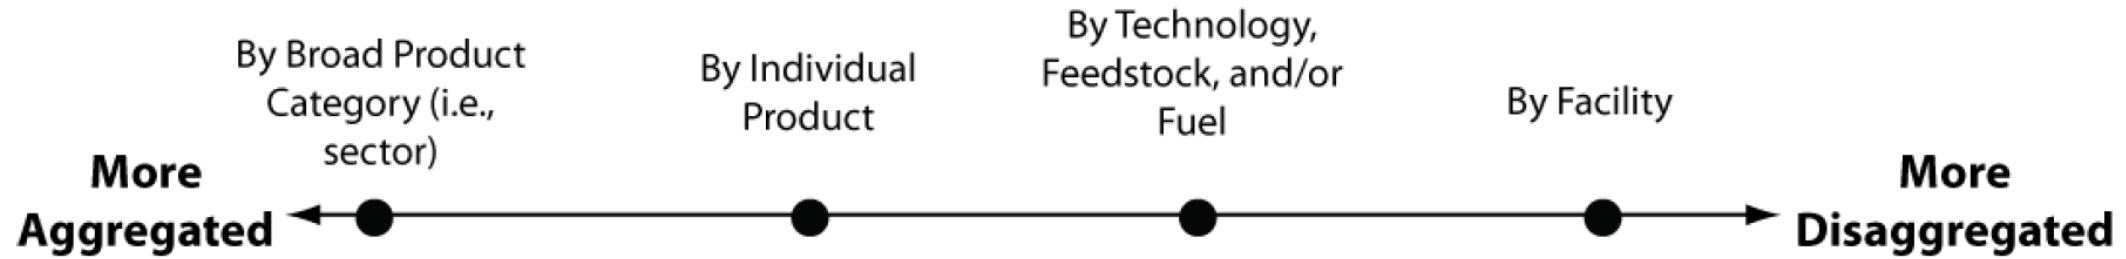 More
Aggregated
By Broad Product
Category (i.e.,
sector)
By Individual
Product
By Technology,
Feedstock, and/or
Fuel
By Facility
More
Disaggregated